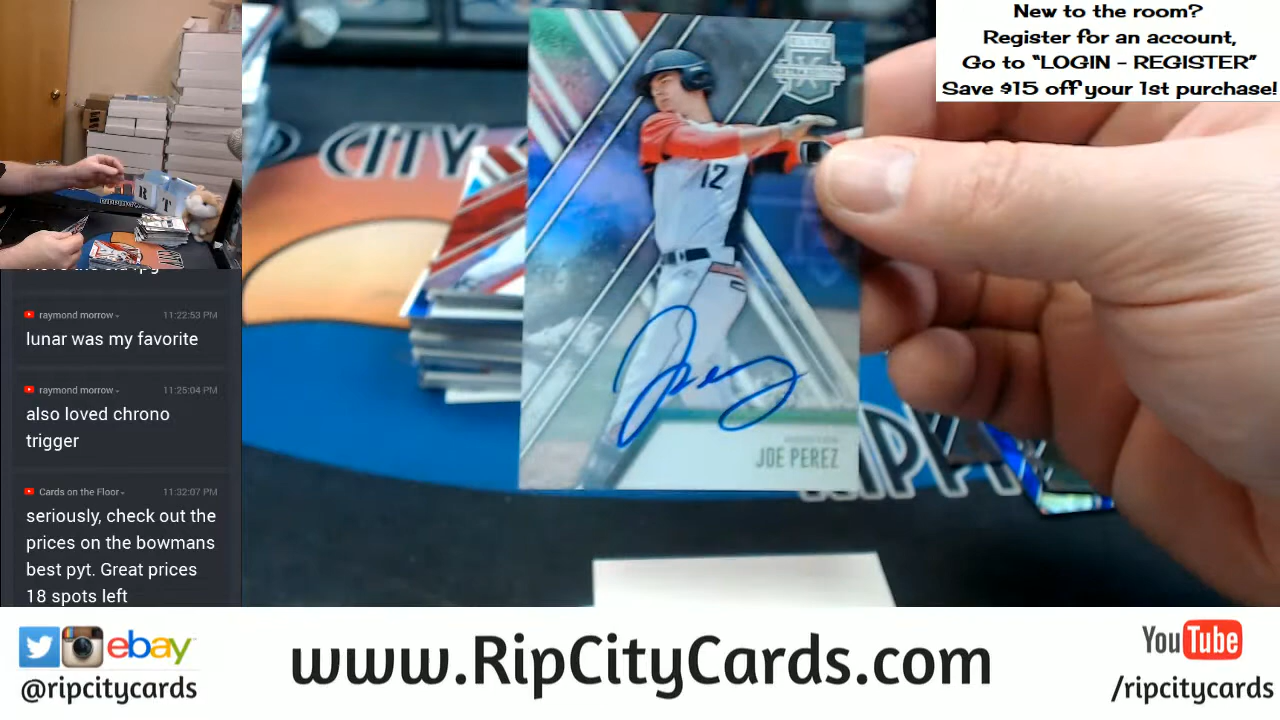 New to the room?
Register for an account,
Go to "LOGIN - REGISTER"
Save $15 off your 1st purchase!
CITY
R
T
12
JOE PEREZ
raymond morrow
11:22:53 PM
lunar was my favorite
raymond morrow
11:25:04 PM
also loved chrono
trigger
Cards on the Floor
11:32:07 PM
seriously, check out the
prices on the bowmans
best pyt. Great prices
18 spots left
ebay
@ripcitycards
www.RipCityCards.com
YouTube
/ripcitycards